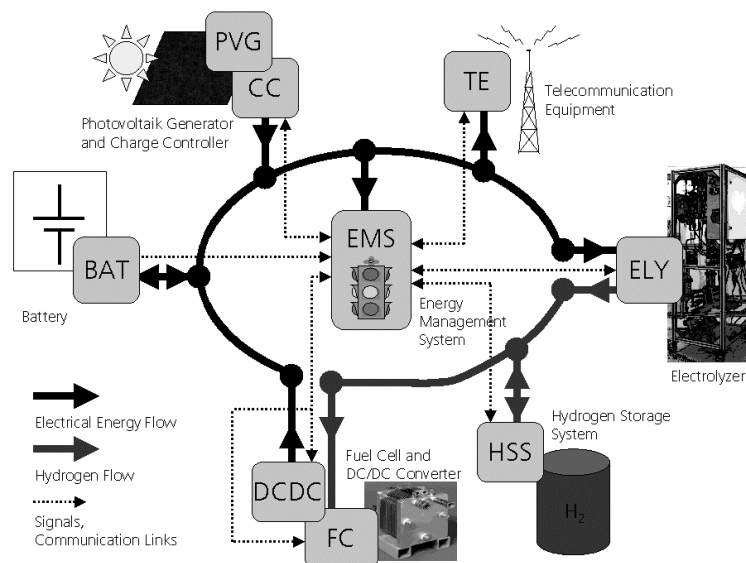 PVG
CC
Photovoltaik Generator
and Charge Controller
TE
Telecommunication
Equipment
BAT
Battery
EMS
Energy
Management
System
ELY
Electrolyzer
Electrical Energy Flow
Hydrogen Flow
Signals,
Communication Links
DCDC
FC
Fuel Cell and
DC/DC Converter
HSS
Hydrogen Storage
System
H2